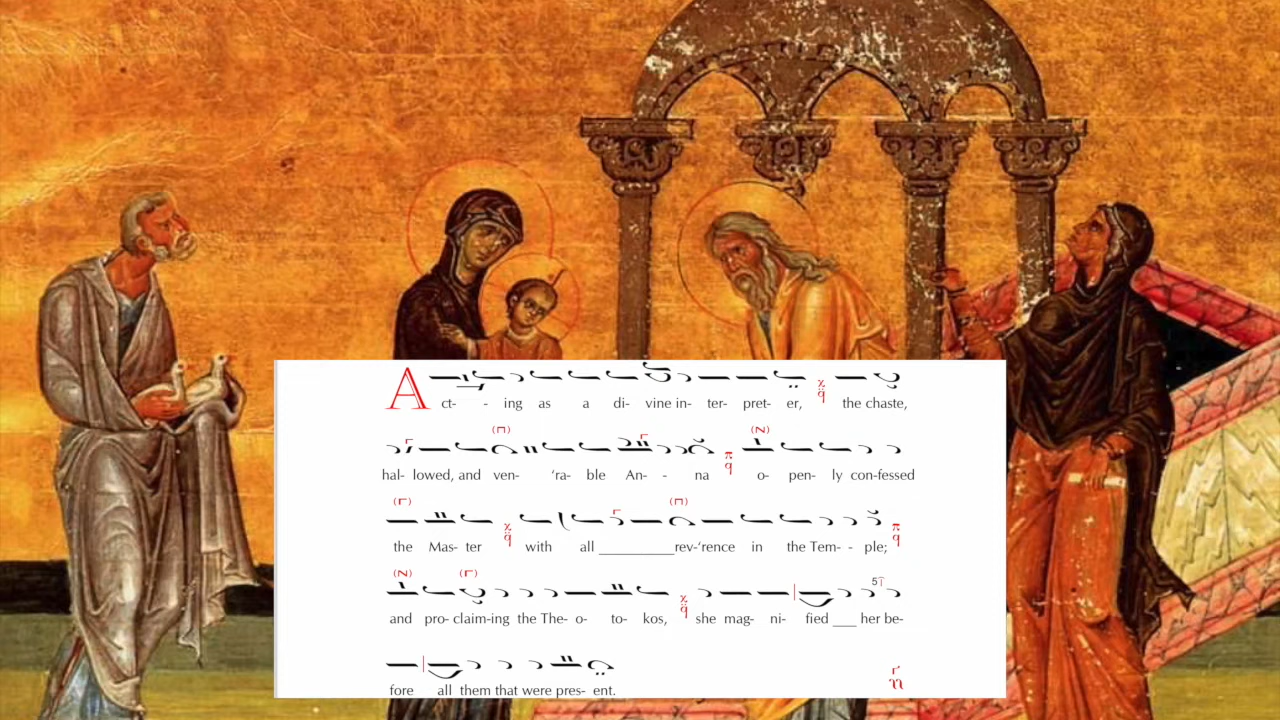 Act- - ing as a di- vine in- ter- pret- er, the chaste,
hal- lowed, and ven- ‘ra- ble An- - na o- pen- ly con-fessed
the Mas- ter with all __________rev-‘rence in the Tem- - ple;
and pro- claim-ing the The- o- to- kos, she mag- ni- fied ___ her be-
fore all them that were pres- ent.